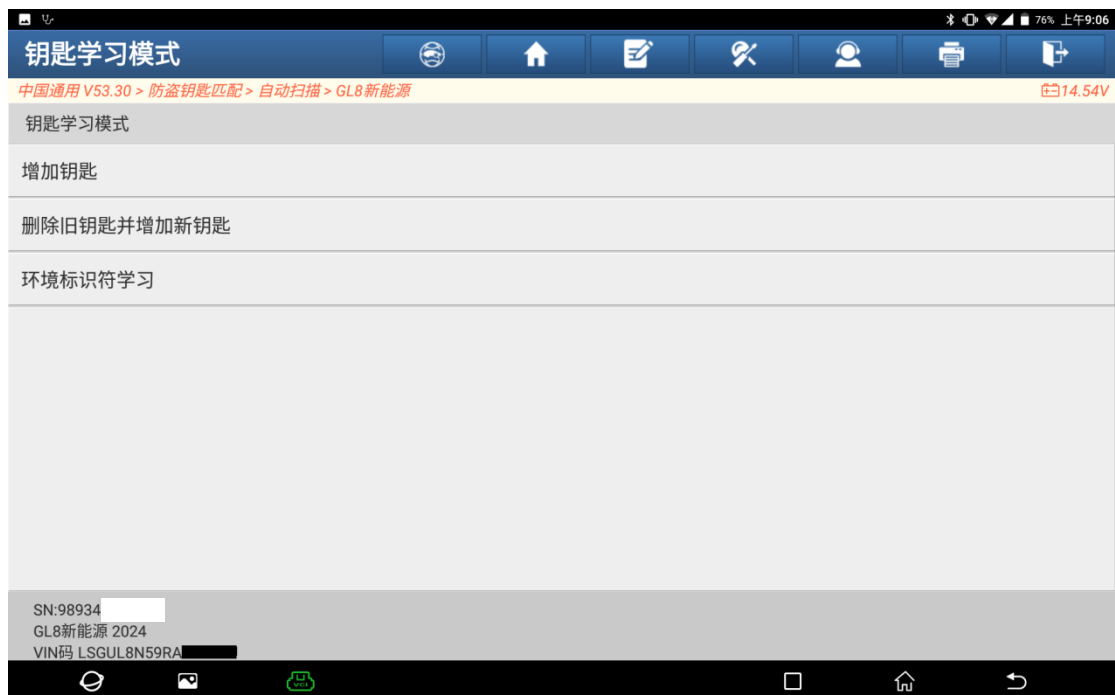 76% 上午9:06
钥匙学习模式
中国通用 V53.30 > 防盗钥匙匹配 > 自动扫描 > GL8新能源
14.54V
钥匙学习模式
增加钥匙
删除旧钥匙并增加新钥匙
环境标识符学习
SN:98934
GL8新能源 2024
VIN码 LSGUL8N59RA
VCI